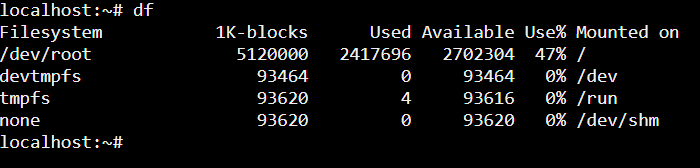 localhost:~# df
Filesystem           1K-blocks      Used Available Use% Mounted on
/dev/root              5120000   2417696   2702304  47% /
devtmpfs                 93464         0     93464   0% /dev
tmpfs                    93620         4     93616   0% /run
none                     93620         0     93620   0% /dev/shm
localhost:~#